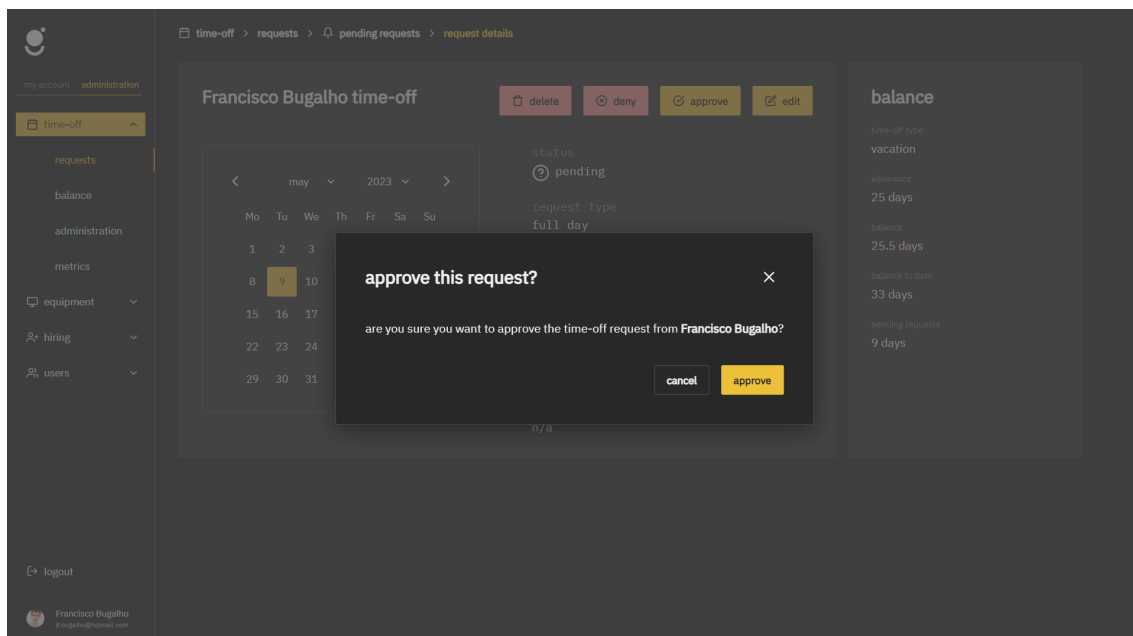 time-off > requests > pending requests > request details
my account administration
time-off
requests
balance
administration
metrics
equipment
hiring
users
logout
Francisco Bugalho
Francisco Bugalho time-off
delete
deny
approve
edit
may
2023
Mo Tu We Th Fr Sa Su
1 2 3
8 9 10
15 16 17
22 23 24
29 30 31
status
pending
request type
full day
n/a
approve this request?
are you sure you want to approve the time-off request from Francisco Bugalho?
cancel
approve
balance
time-off type
vacation
allowance
25 days
balance
25.5 days
balance to date
33 days
pending requests
9 days